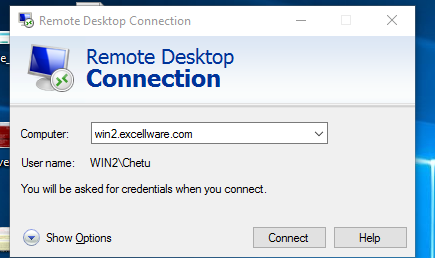 Remote Desktop Connection
Remote Desktop
Connection
Computer: win2.excellware.com
User name: WIN2\Chetu
You will be asked for credentials when you connect.
Show Options Connect Help